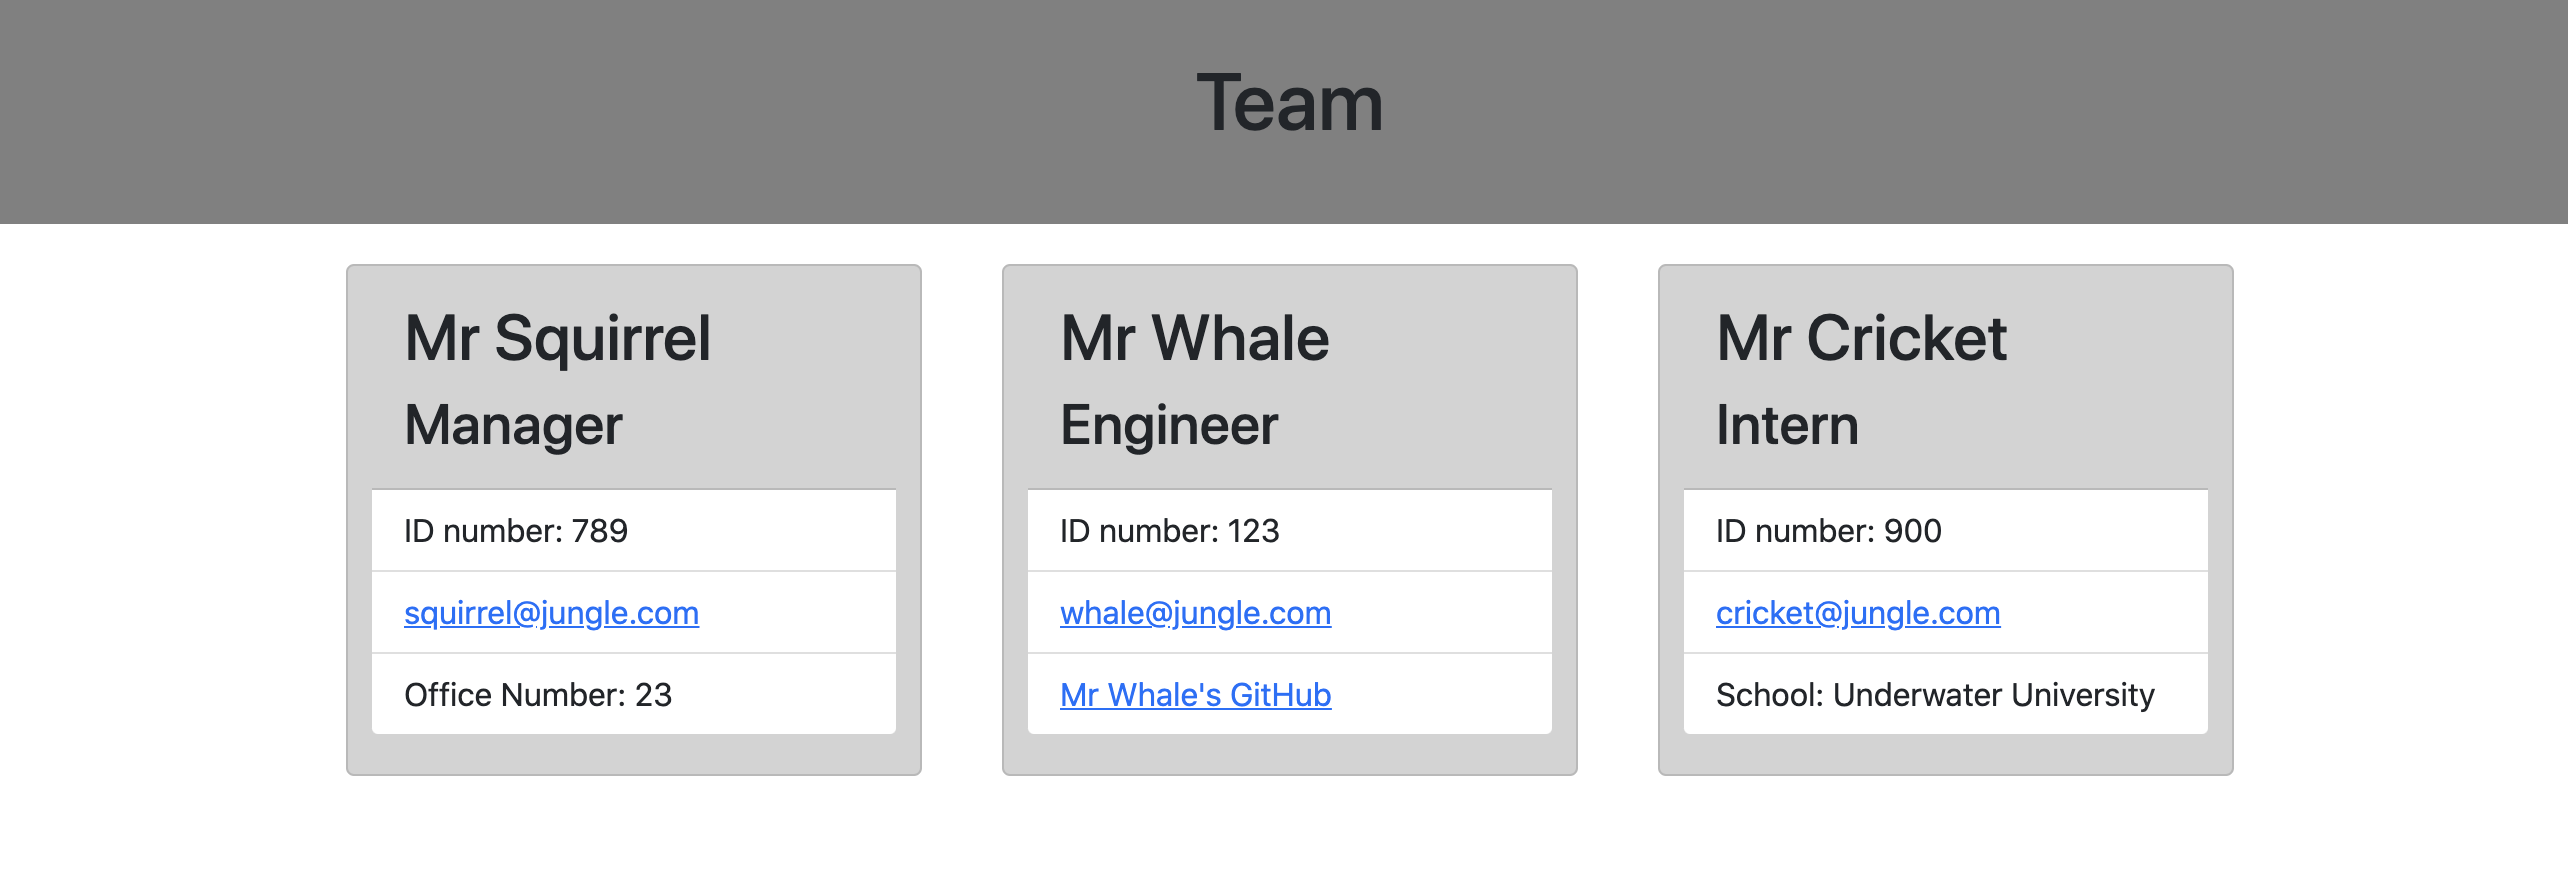 Team
Mr Squirrel
Manager
ID number: 789
squirrel@jungle.com
Office Number: 23
Mr Whale
Engineer
ID number: 123
whale@jungle.com
Mr Whale's GitHub
Mr Cricket
Intern
ID number: 900
cricket@jungle.com
School: Underwater University